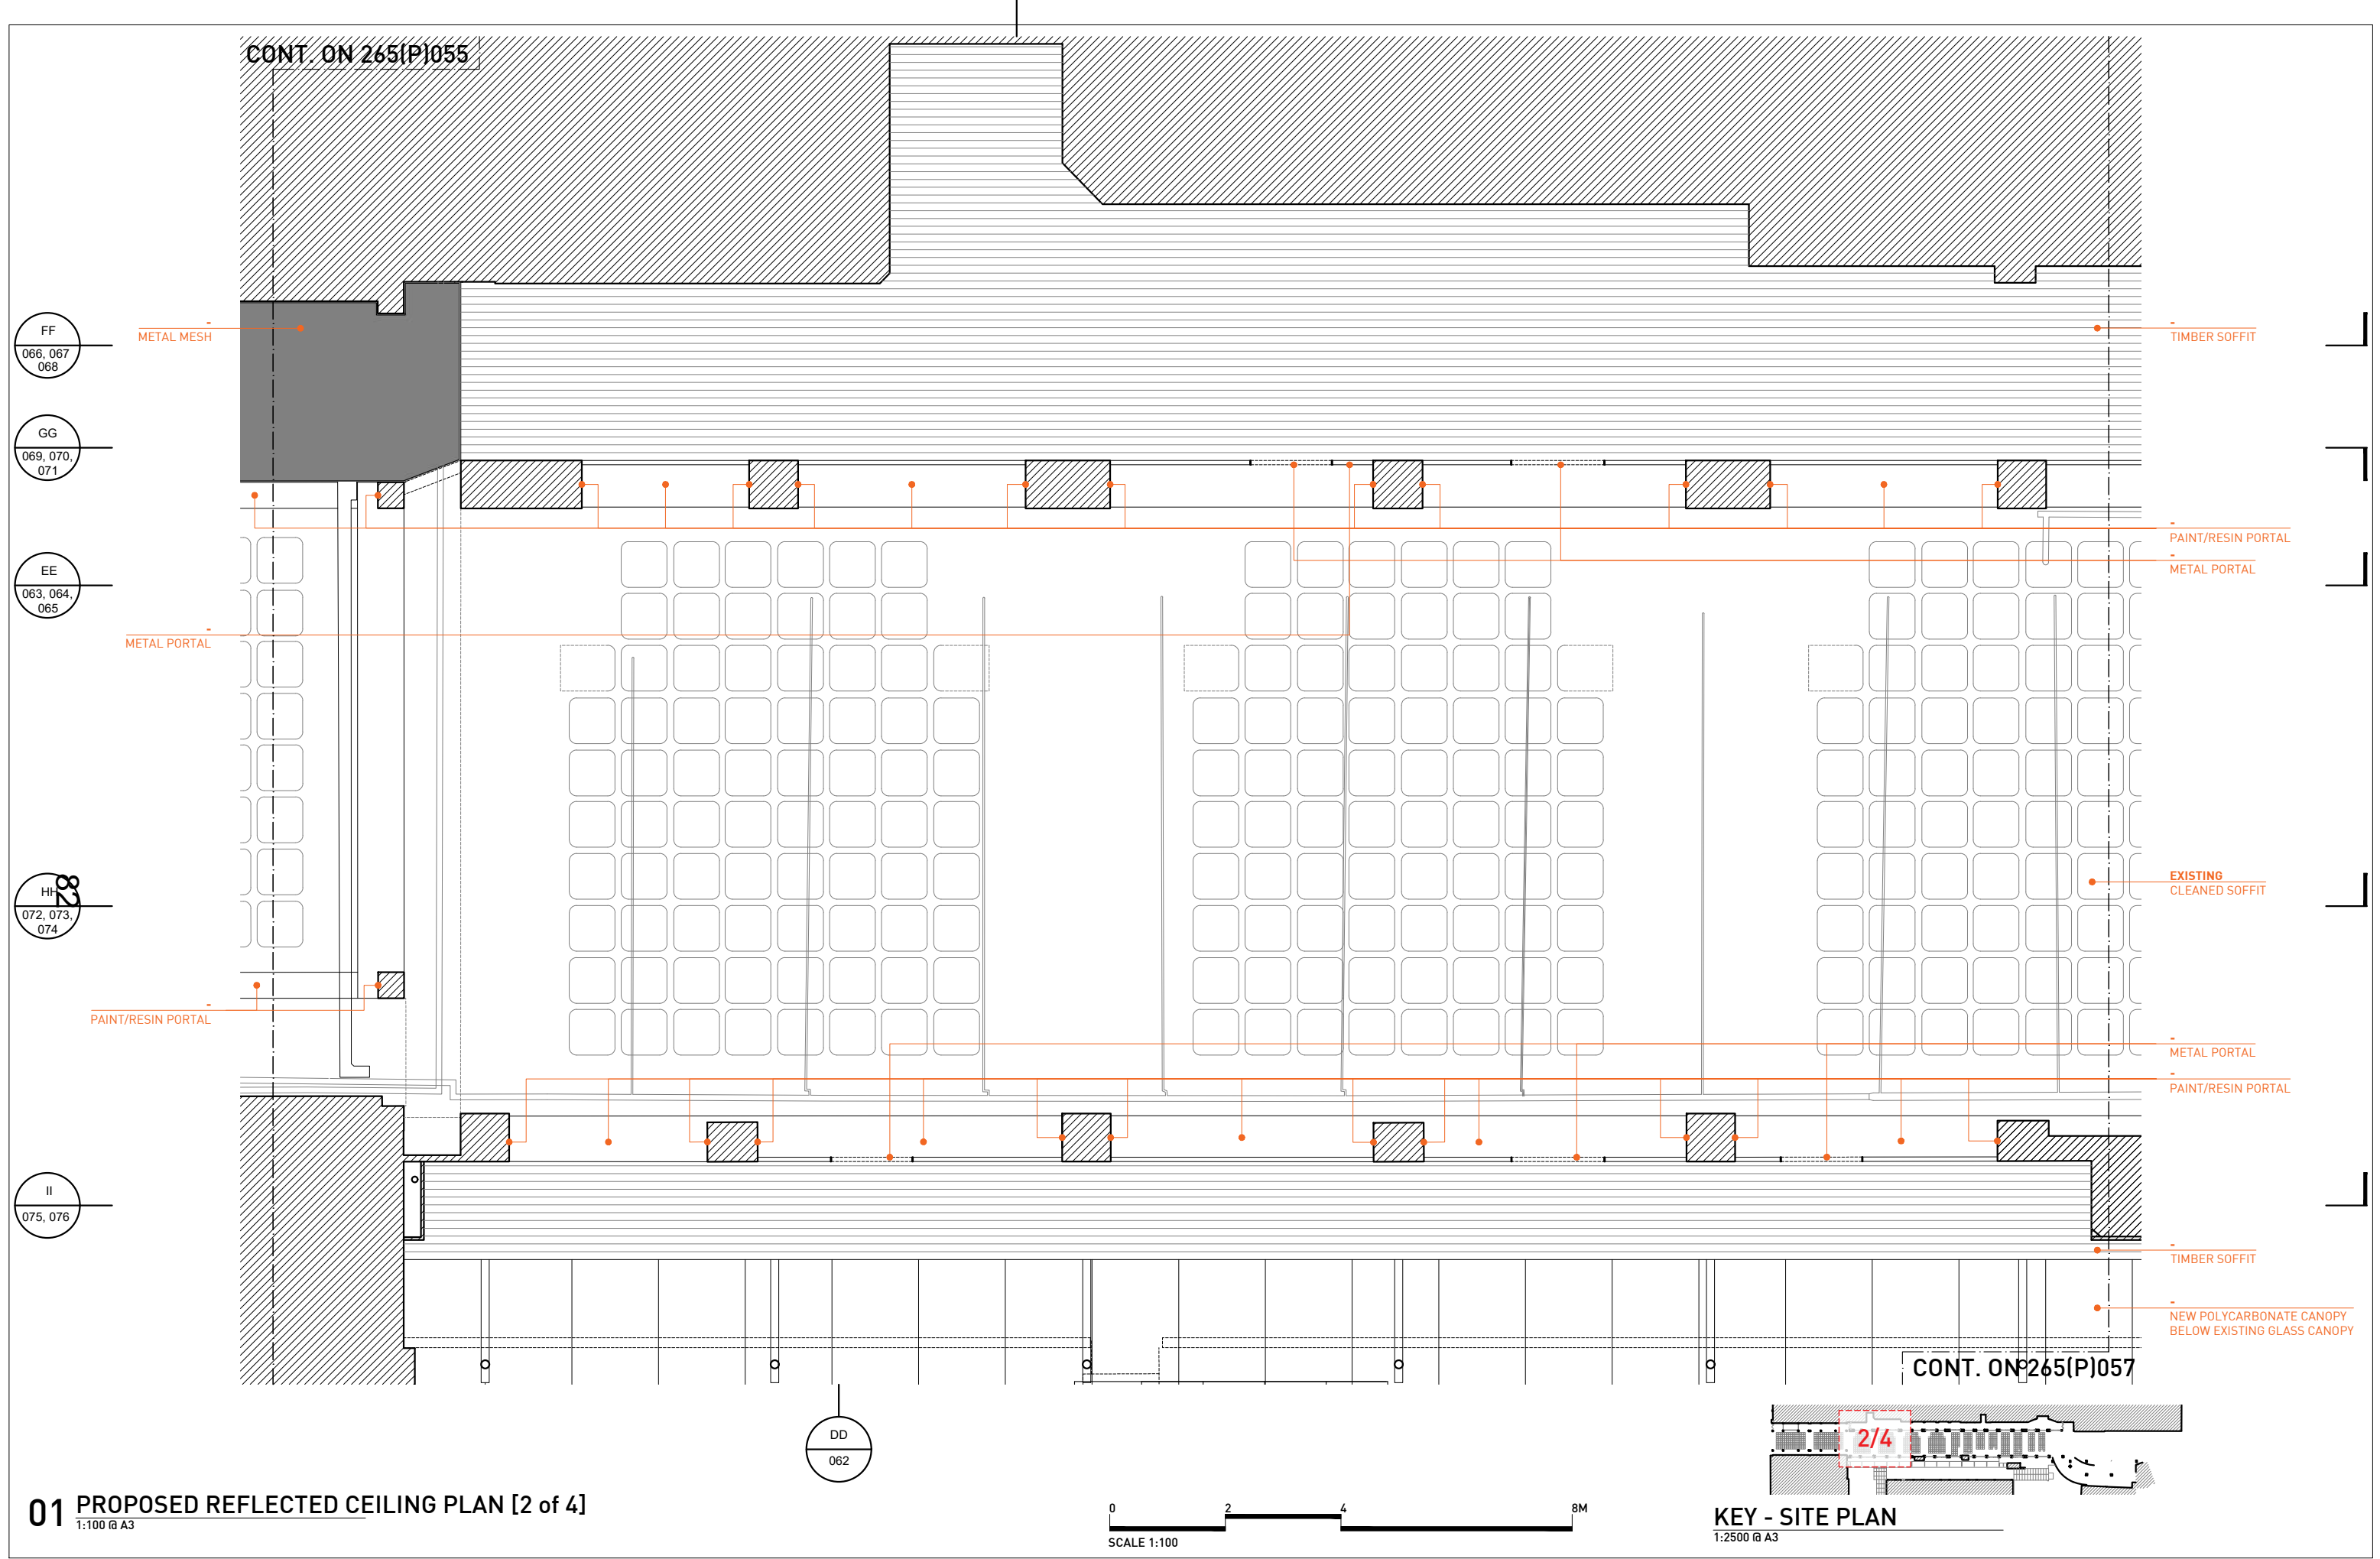 CONT. ON 265(P)055
FF
066, 067
068
-
METAL MESH
-
TIMBER SOFFIT
GG
069, 070,
071
-
PAINT/RESIN PORTAL
-
METAL PORTAL
EE
063, 064,
065
-
METAL PORTAL
HH
072, 073,
074
82
EXISTING
CLEANED SOFFIT
-
PAINT/RESIN PORTAL
-
METAL PORTAL
-
PAINT/RESIN PORTAL
II
075, 076
-
TIMBER SOFFIT
-
NEW POLYCARBONATE CANOPY
BELOW EXISTING GLASS CANOPY
CONT. ON 265(P)057
DD
062
2/4
01 PROPOSED REFLECTED CEILING PLAN [2 of 4]
1:100 @ A3
0 2 4 8M
SCALE 1:100
KEY - SITE PLAN
1:2500 @ A3